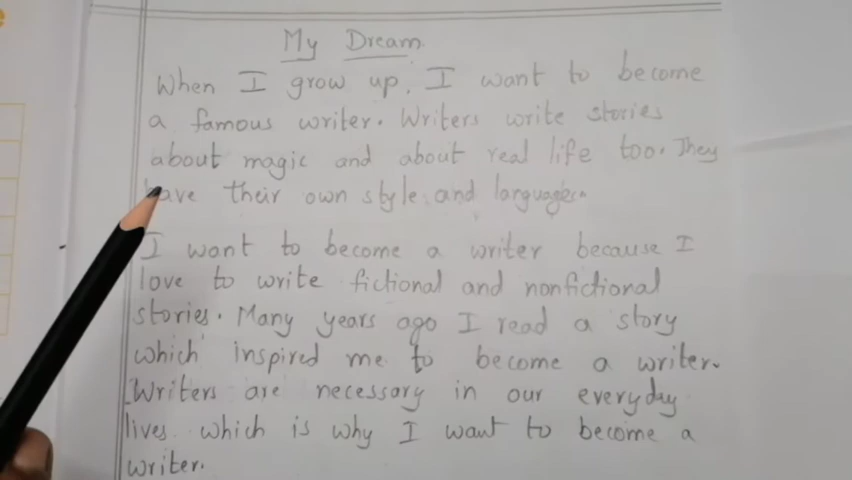 My Dream
When I grow up, I want to become
a famous writer. Writers write stories
about magic and about real life too. They
have their own style and languages.
I want to become a writer because I
love to write fictional and nonfictional
stories. Many years ago I read a story
which inspired me to become a writer.
Writers are necessary in our everyday
lives which is why I want to become a
writer.